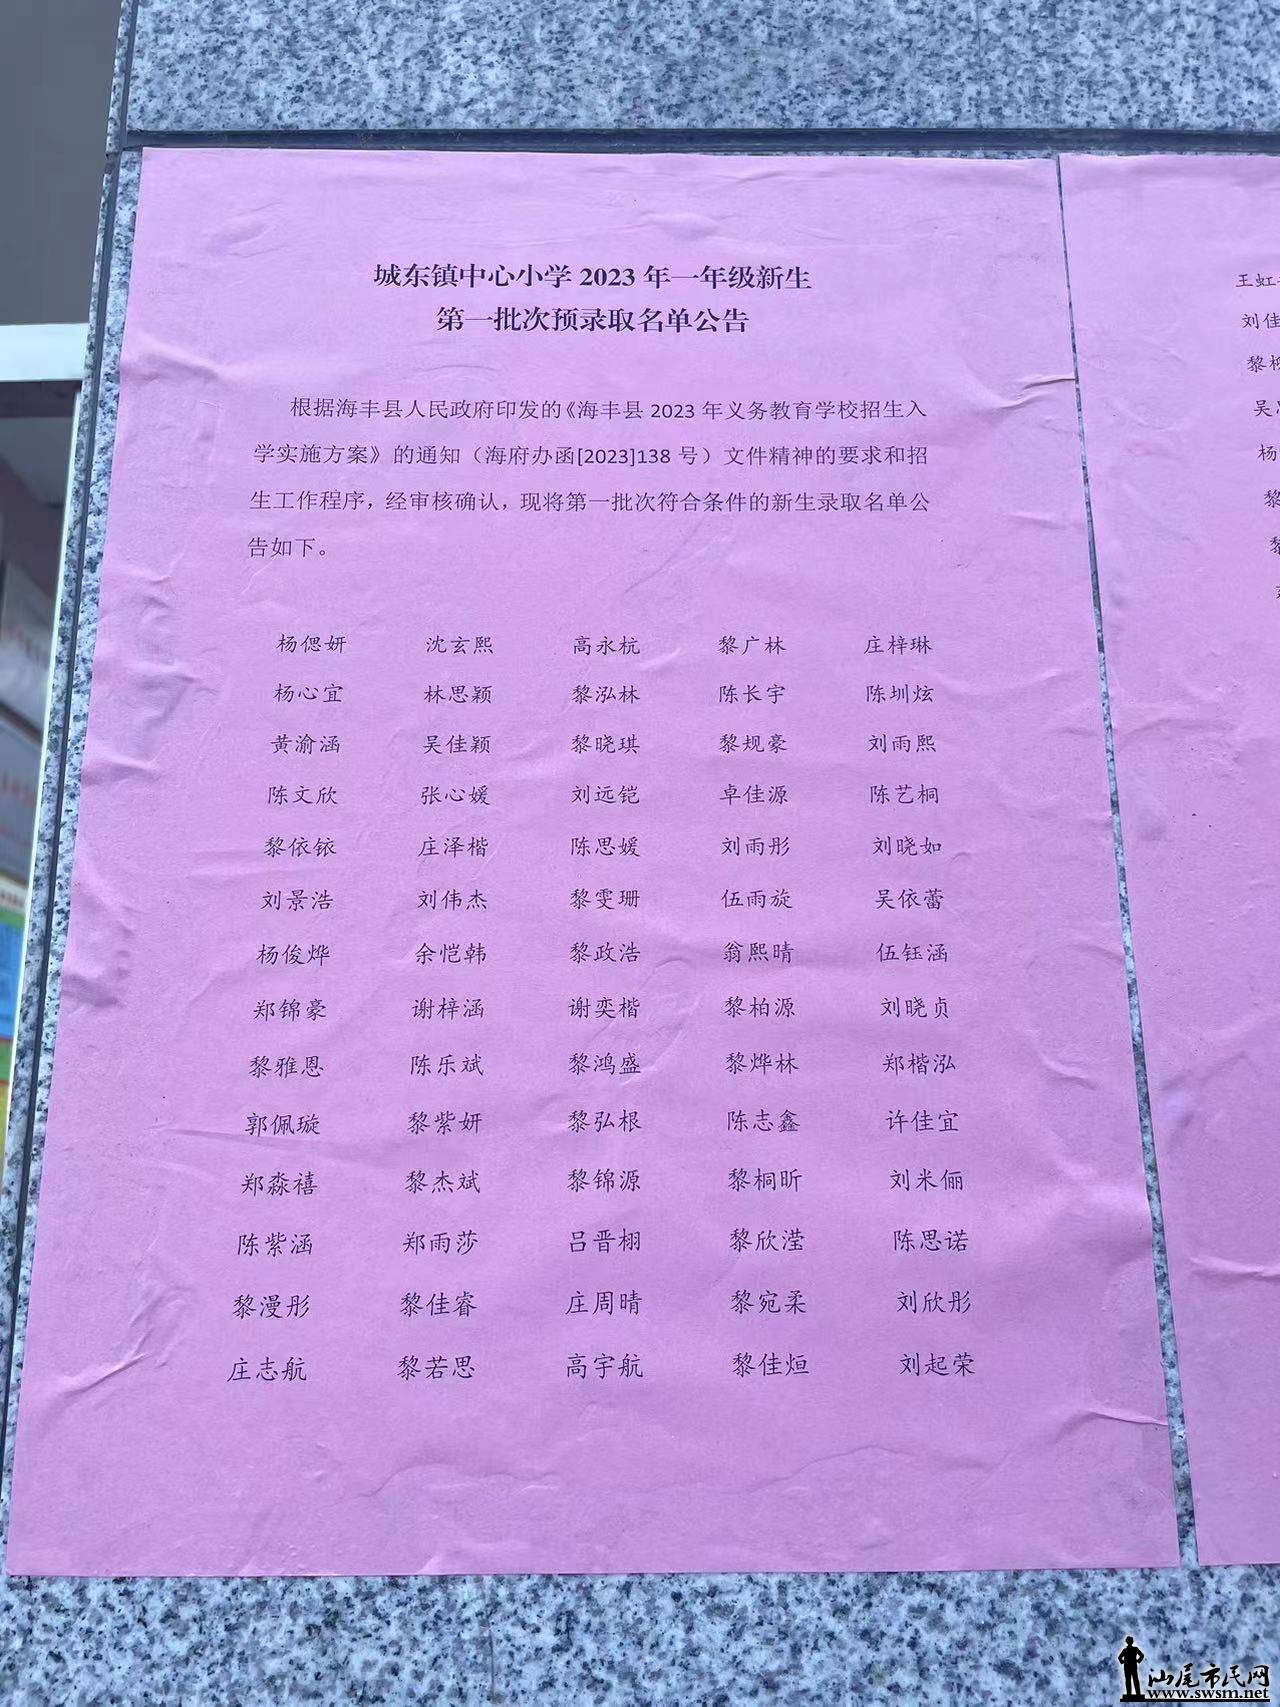 城东镇中心小学 2023 年一年级新生
第一批次预录取名单公告
根据海丰县人民政府印发的《海丰县 2023 年义务教育学校招生入
学实施方案》的通知（海府办函[2023]138 号）文件精神的要求和招
生工作程序，经审核确认，现将第一批次符合条件的新生录取名单公
告如下。
杨偲妍 沈玄熙 高永杭 黎广林 庄梓琳
杨心宜 林思颖 黎泓林 陈长宇 陈圳炫
黄渝涵 吴佳颖 黎晓琪 黎规豪 刘雨熙
陈文欣 张心媛 刘远铠 卓佳源 陈艺桐
黎依铱 庄泽楷 陈思媛 刘雨彤 刘晓如
刘景浩 刘伟杰 黎雯珊 伍雨旋 吴依蕾
杨俊烨 余恺韩 黎政浩 翁熙晴 伍钰涵
郑锦豪 谢梓涵 谢奕楷 黎柏源 刘晓贞
黎雅恩 陈乐斌 黎鸿盛 黎烨林 郑楷泓
郭佩璇 黎紫妍 黎弘根 陈志鑫 许佳宜
郑淼禧 黎杰斌 黎锦源 黎桐昕 刘米俪
陈紫涵 郑雨莎 吕晋栩 黎欣滢 陈思诺
黎漫彤 黎佳睿 庄周晴 黎宛柔 刘欣彤
庄志航 黎若思 高宇航 黎佳烜 刘起荣
王虹
刘佳
黎
吴
杨
黎
汕尾市民网
www.swsm.net